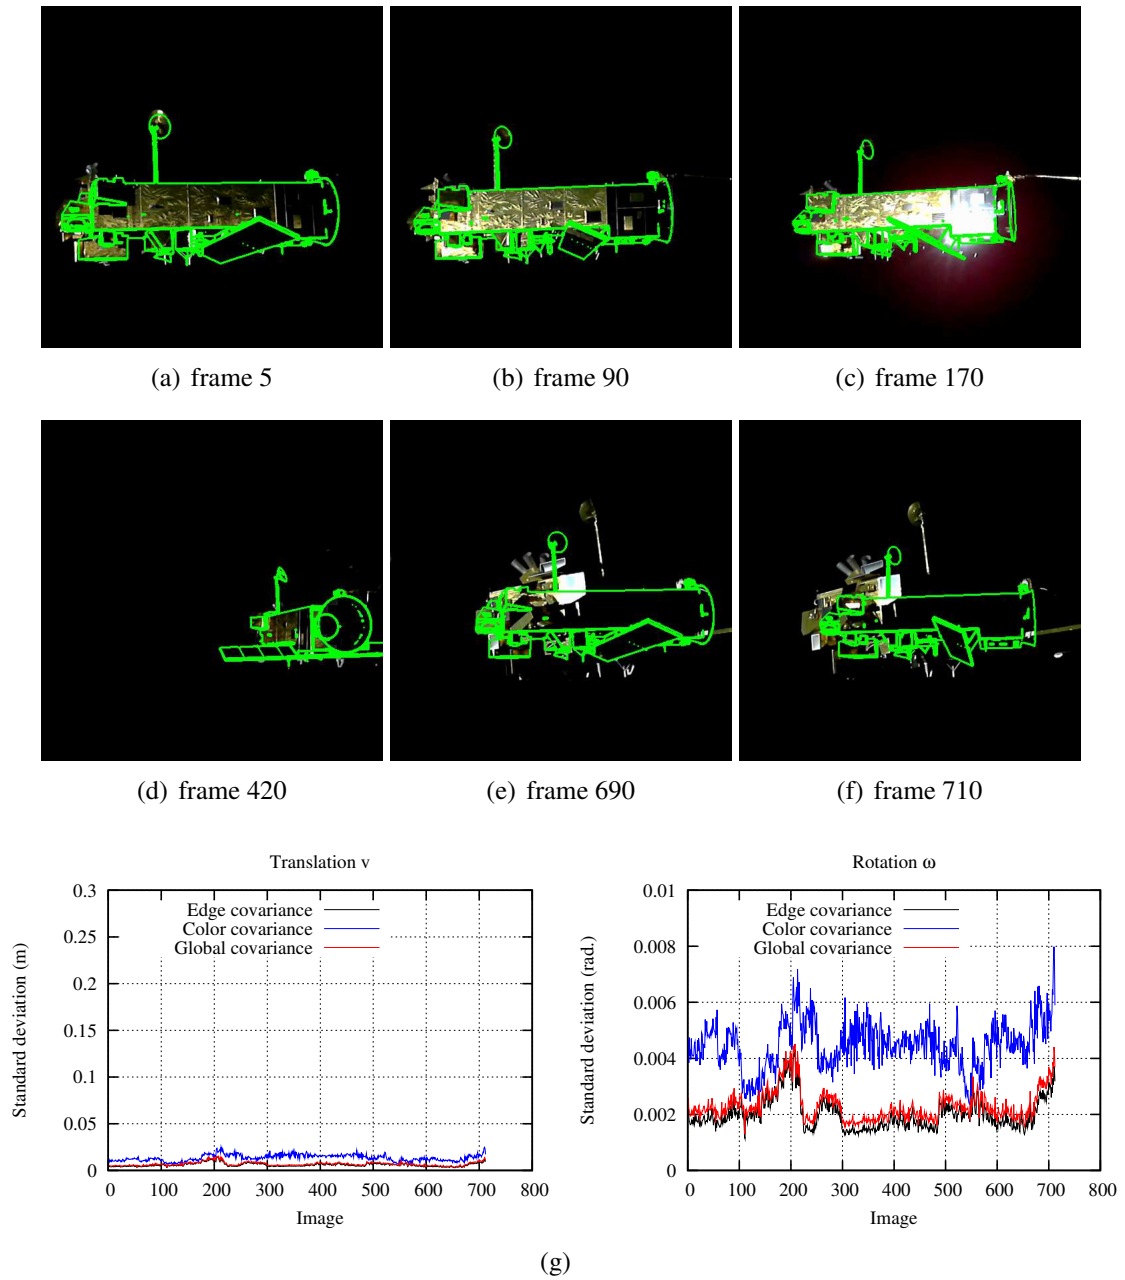 (a) frame 5
(b) frame 90
(c) frame 170
(d) frame 420
(e) frame 690
(f) frame 710
Translation v
Standard deviation (m)
0.3
0.25
0.2
0.15
0.1
0.05
0
Edge covariance
Color covariance
Global covariance
0 100 200 300 400 500 600 700 800
Image
Rotation ω
Standard deviation (rad.)
0.01
0.008
0.006
0.004
0.002
0
Edge covariance
Color covariance
Global covariance
0 100 200 300 400 500 600 700 800
Image
(g)